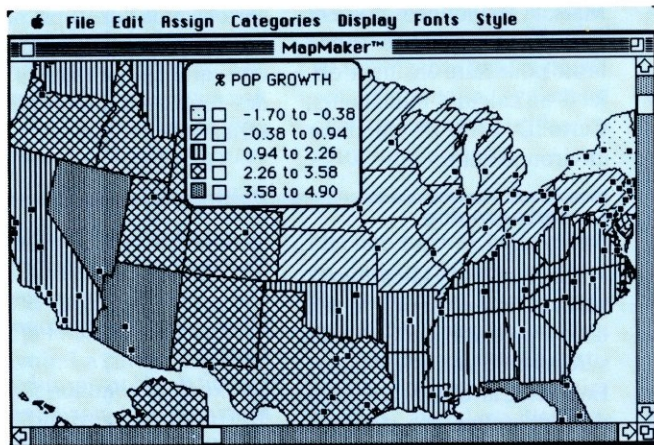 File Edit Assign Categories Display Fonts Style
MapMaker™
% POP GROWTH
-1.70 to -0.38
-0.38 to 0.94
0.94 to 2.26
2.26 to 3.58
3.58 to 4.90